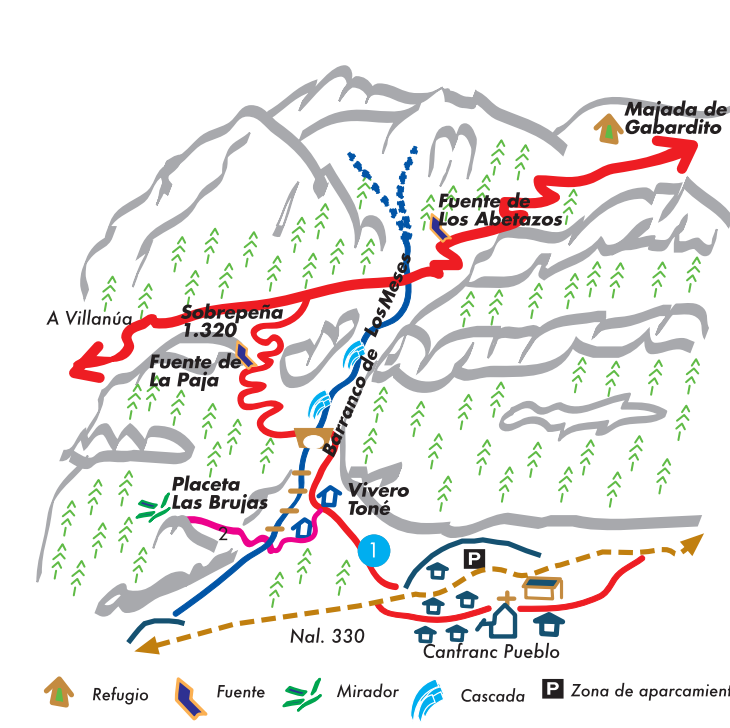 Majada de
Gabardito
Fuente de
Los Abetazos
A Villanúa
Sobrepeña
1.320
Fuente de
La Paja
Barranco de Los Meses
Placeta
Las Brujas
Vivero
Toné
2
1
P
Nal. 330
Canfranc Pueblo
Refugio
Fuente
Mirador
Cascada
P Zona de aparcamient